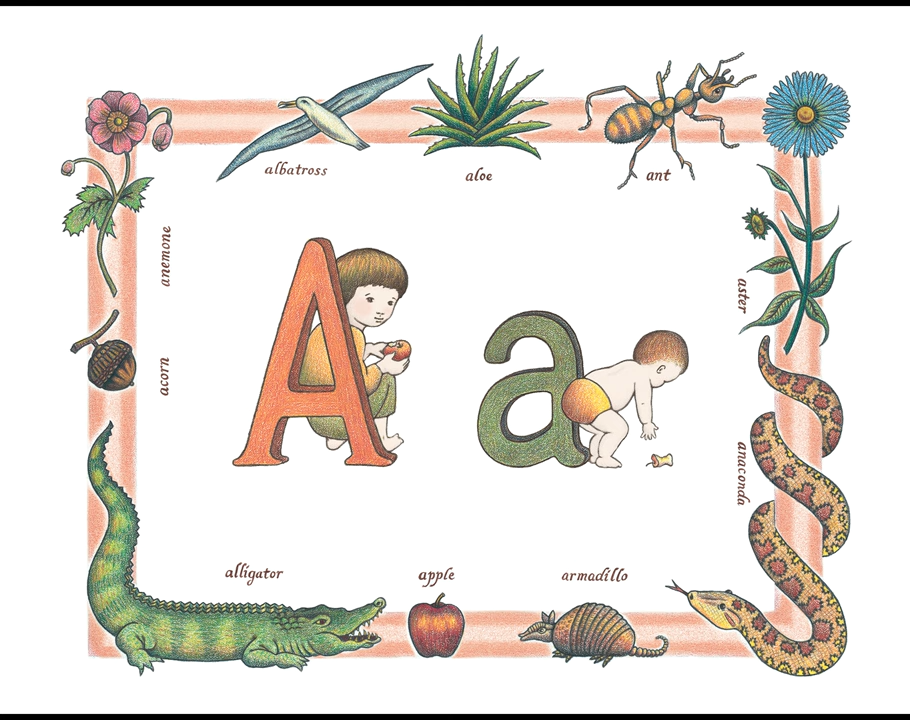 albatross
aloe
ant
anemone
aster
A
a
acorn
anaconda
alligator
apple
armadillo